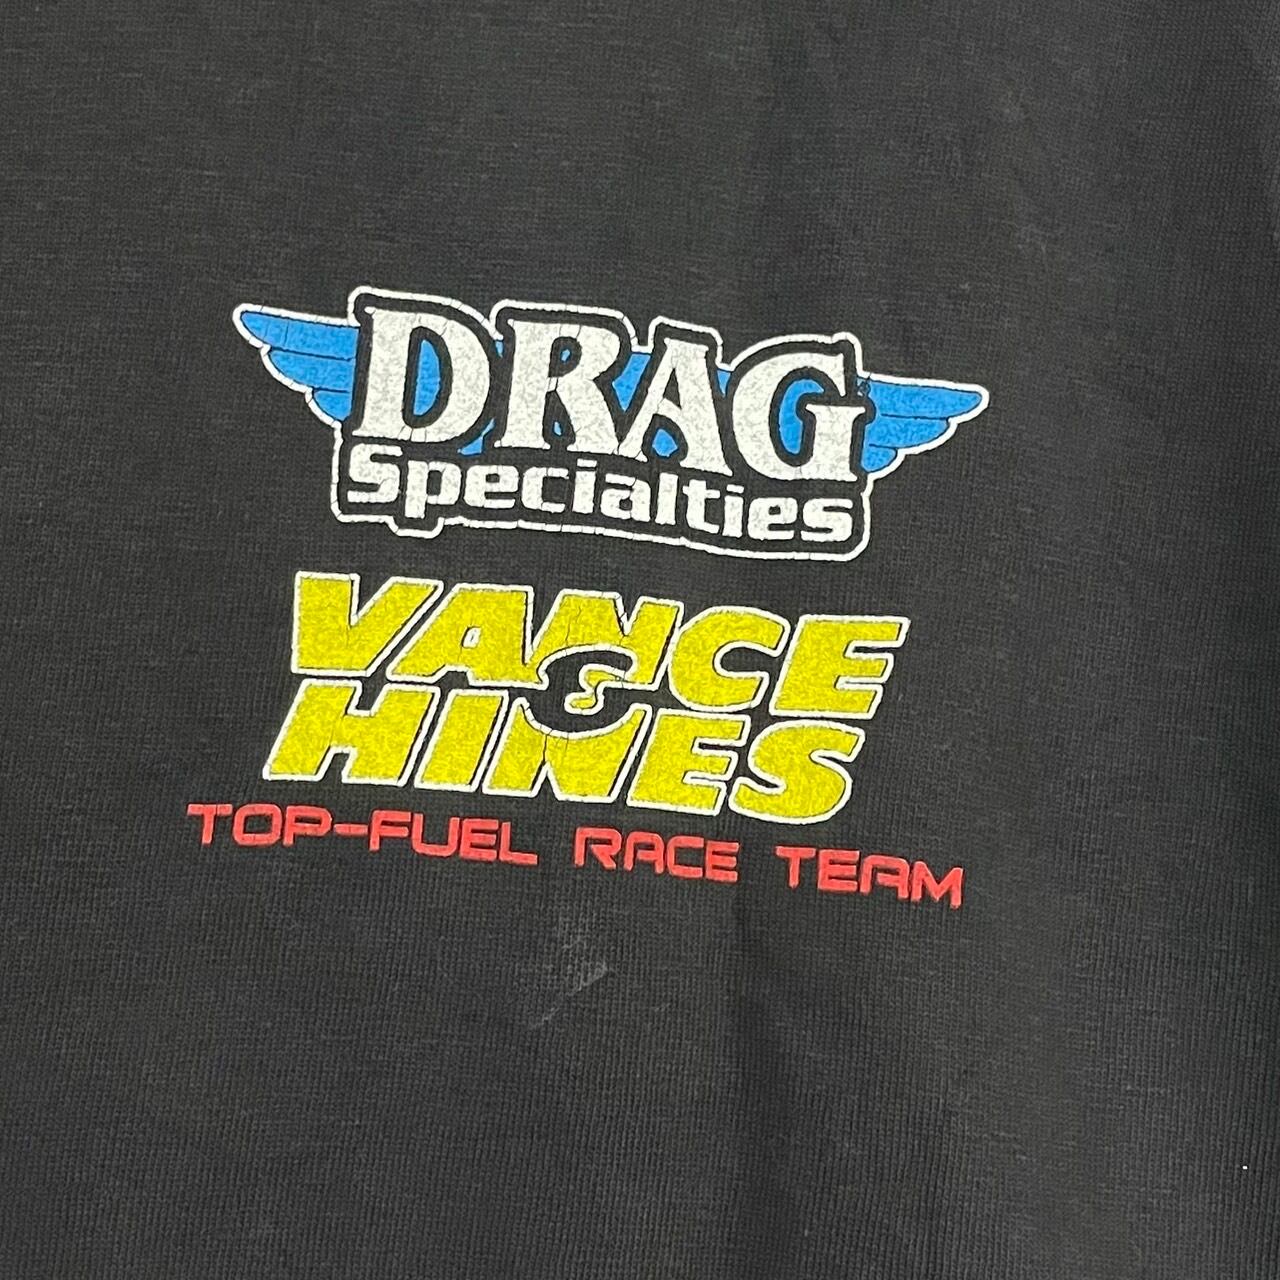 DRAG
Specialties
VANCE
&
HINES
TOP-FUEL RACE TEAM